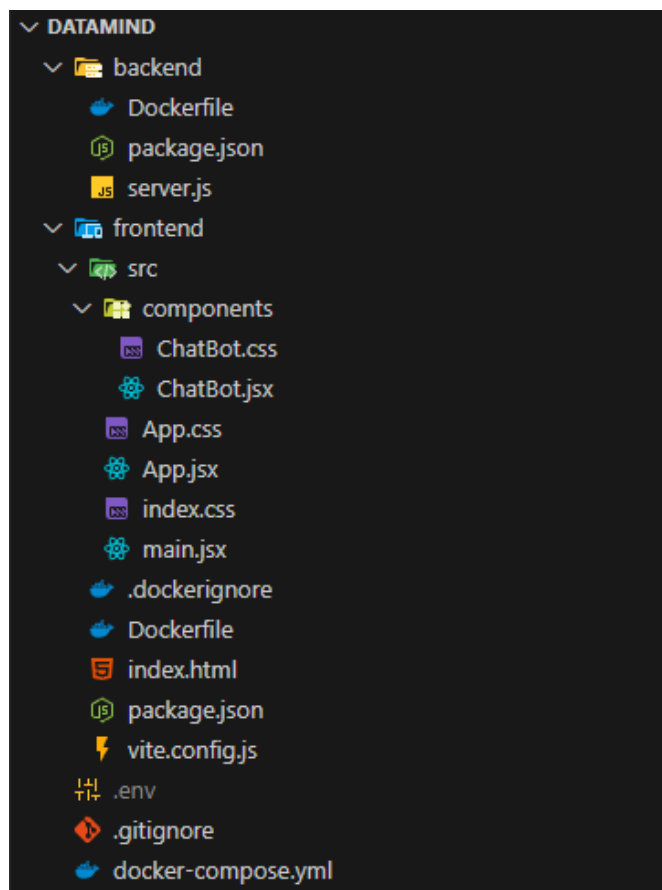 DATAMIND
backend
Dockerfile
package.json
server.js
frontend
src
components
ChatBot.css
ChatBot.jsx
App.css
App.jsx
index.css
main.jsx
.dockerignore
Dockerfile
index.html
package.json
vite.config.js
.env
.gitignore
docker-compose.yml